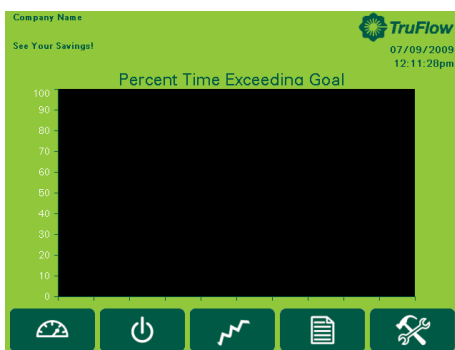 Company Name
TruFlow
See Your Savings!
07/09/2009
12:11:28pm
Percent Time Exceeding Goal
100
90
80
70
60
50
40
30
20
10
0